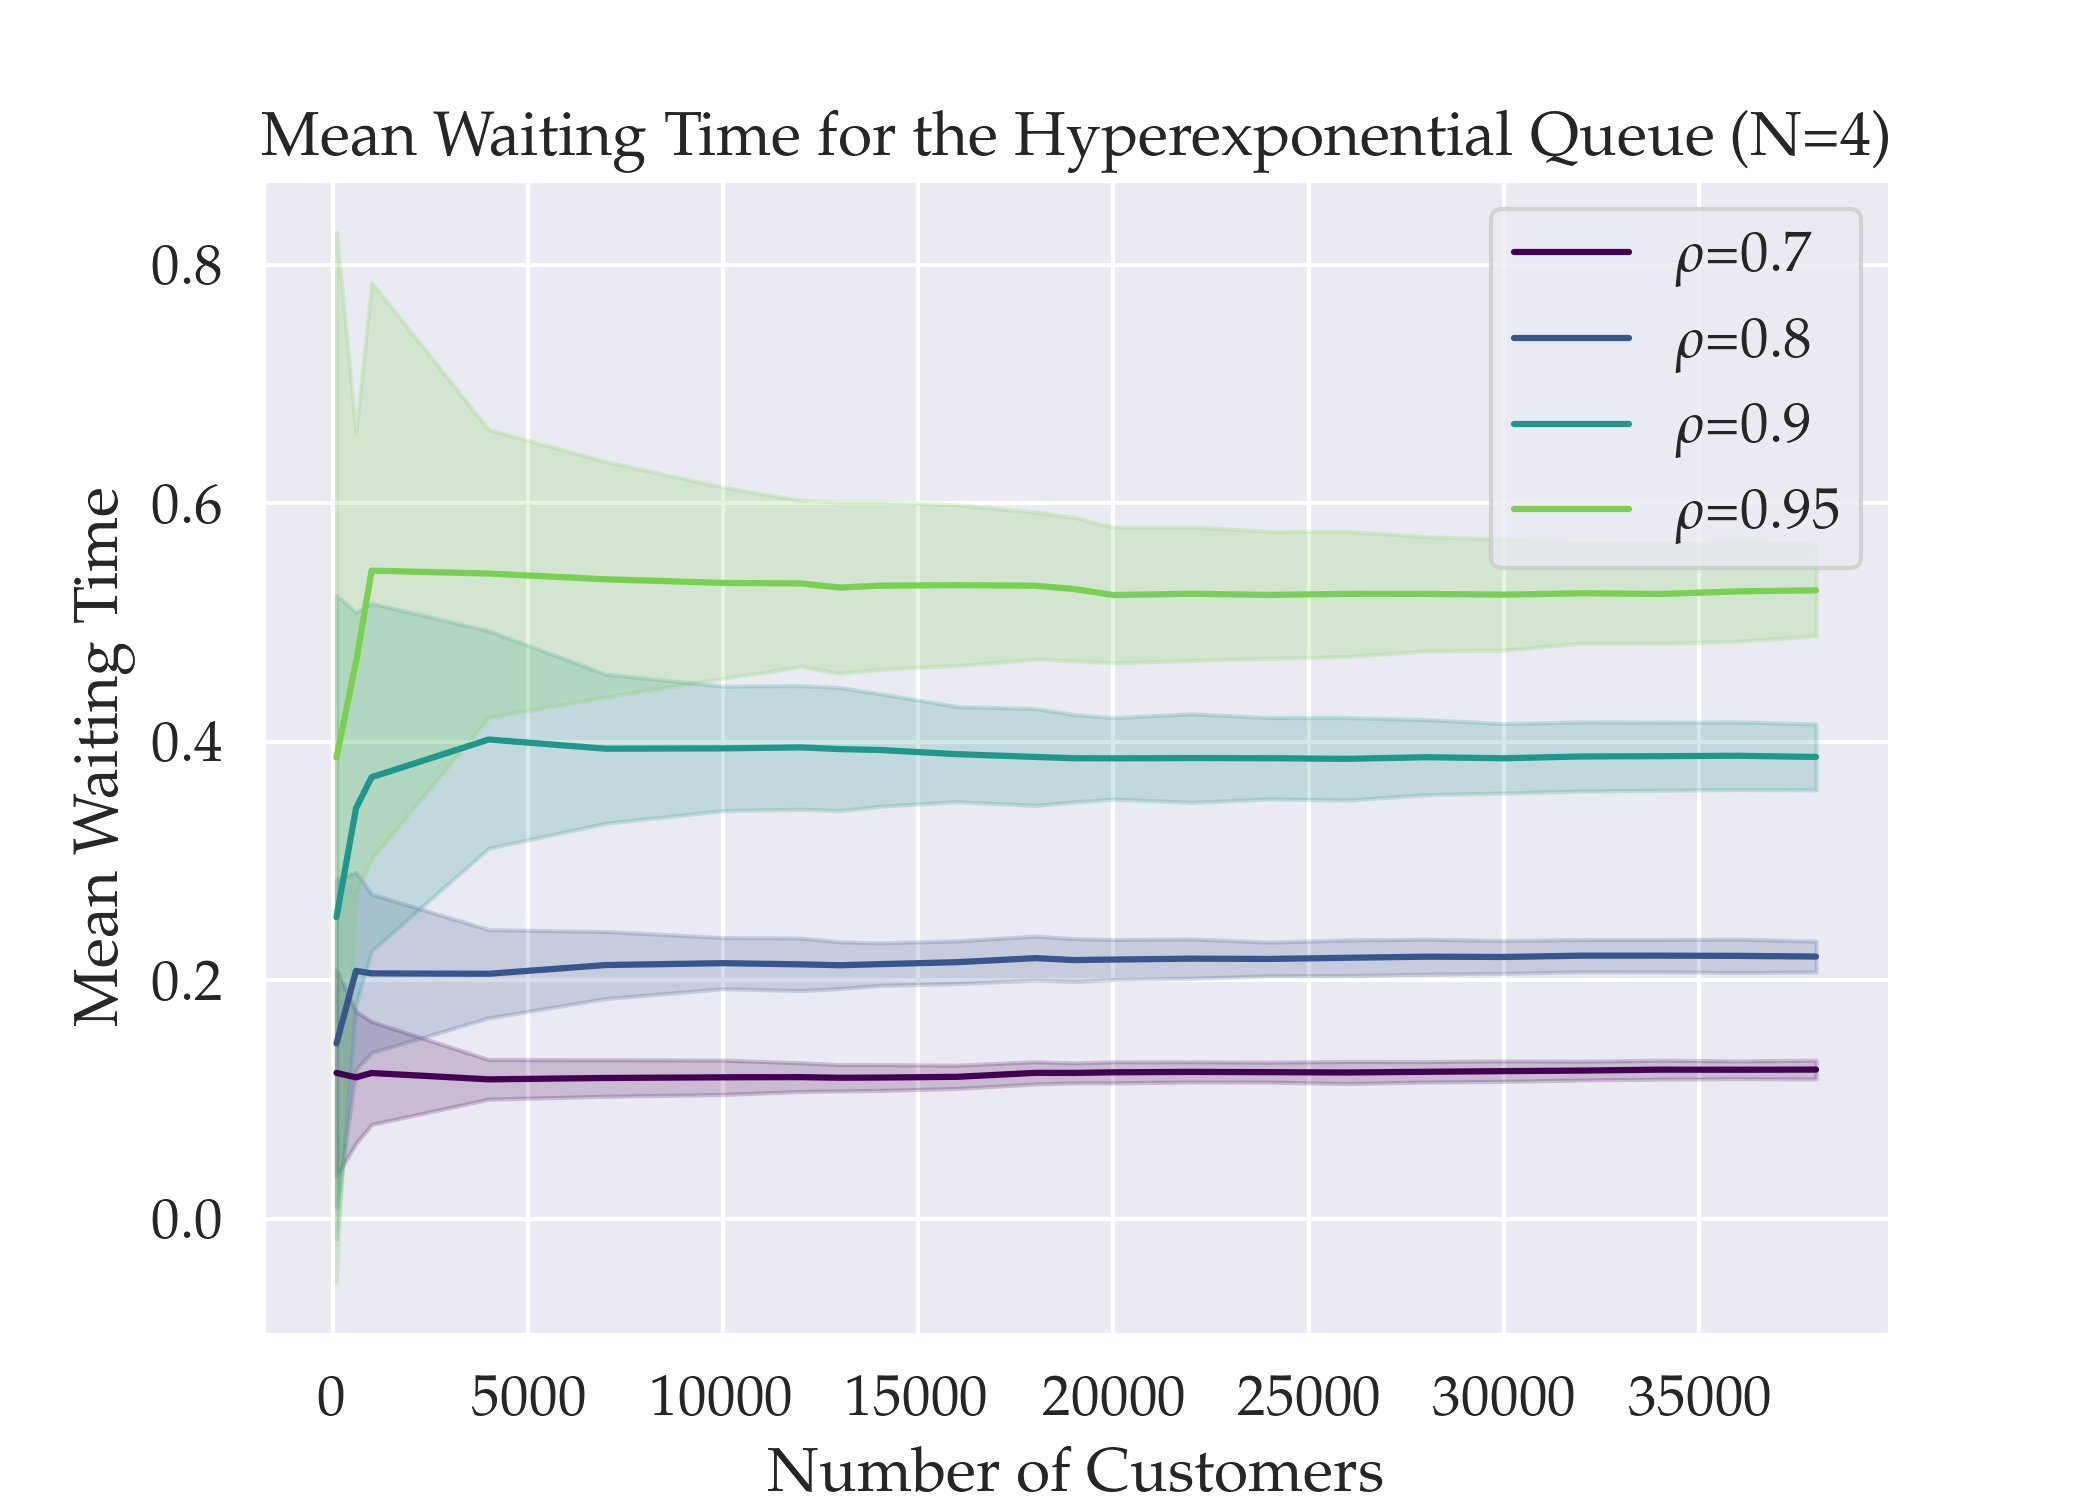 Mean Waiting Time for the Hyperexponential Queue (N=4)
ρ=0.7
ρ=0.8
ρ=0.9
ρ=0.95
Mean Waiting Time
0.8
0.6
0.4
0.2
0.0
0 5000 10000 15000 20000 25000 30000 35000
Number of Customers